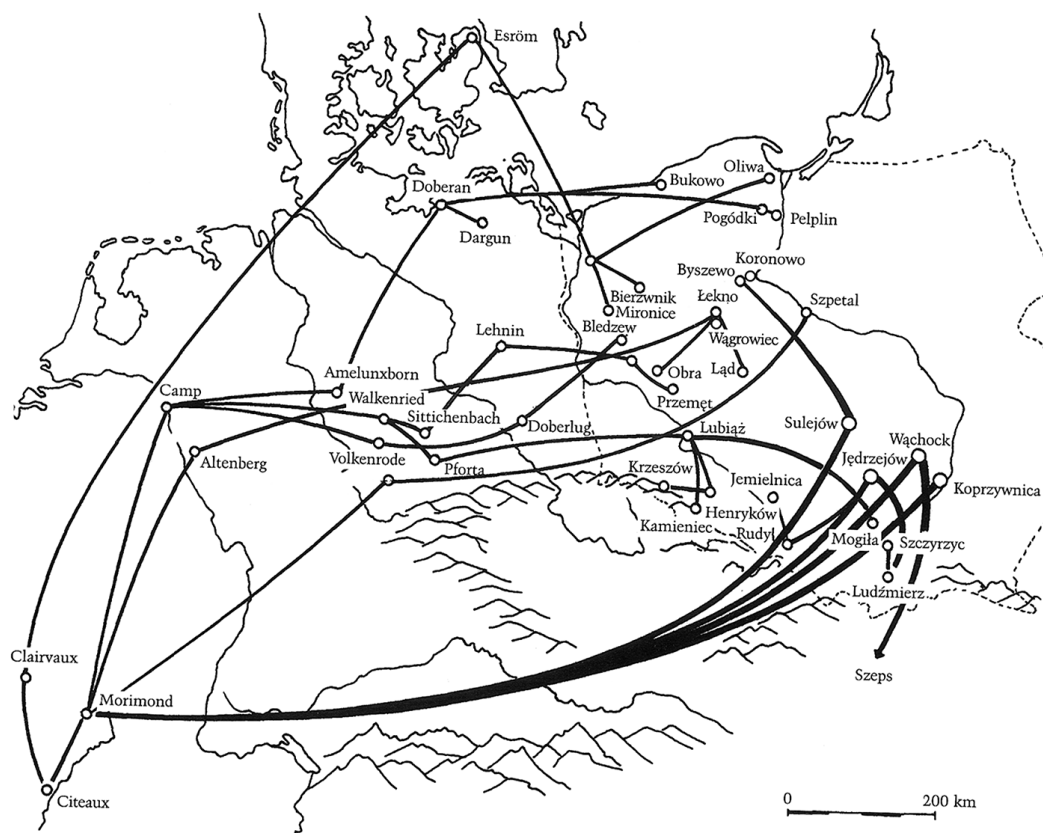 Esröm
Oliwa
Bukowo
Doberan
Pogódki
Pelplin
Dargun
Koronowo
Byszewo
Bierzwnik
Łekno
Szpetal
Mironice
Bledzew
Lehnin
Wągrowiec
Obra
Ląd
Amelunxborn
Camp
Walkenried
Przemęt
Sittichenbach
Doberlug
Lubiąż
Sulejów
Wąchock
Volkenrode
Altenberg
Pforta
Jędrzejów
Krzeszów
Jemielnica
Koprzywnica
Henryków
Kamieniec
Rudy
Mogiła
Szczyrzyc
Ludźmierz
Clairvaux
Szeps
Morimond
Citeaux
0
200 km